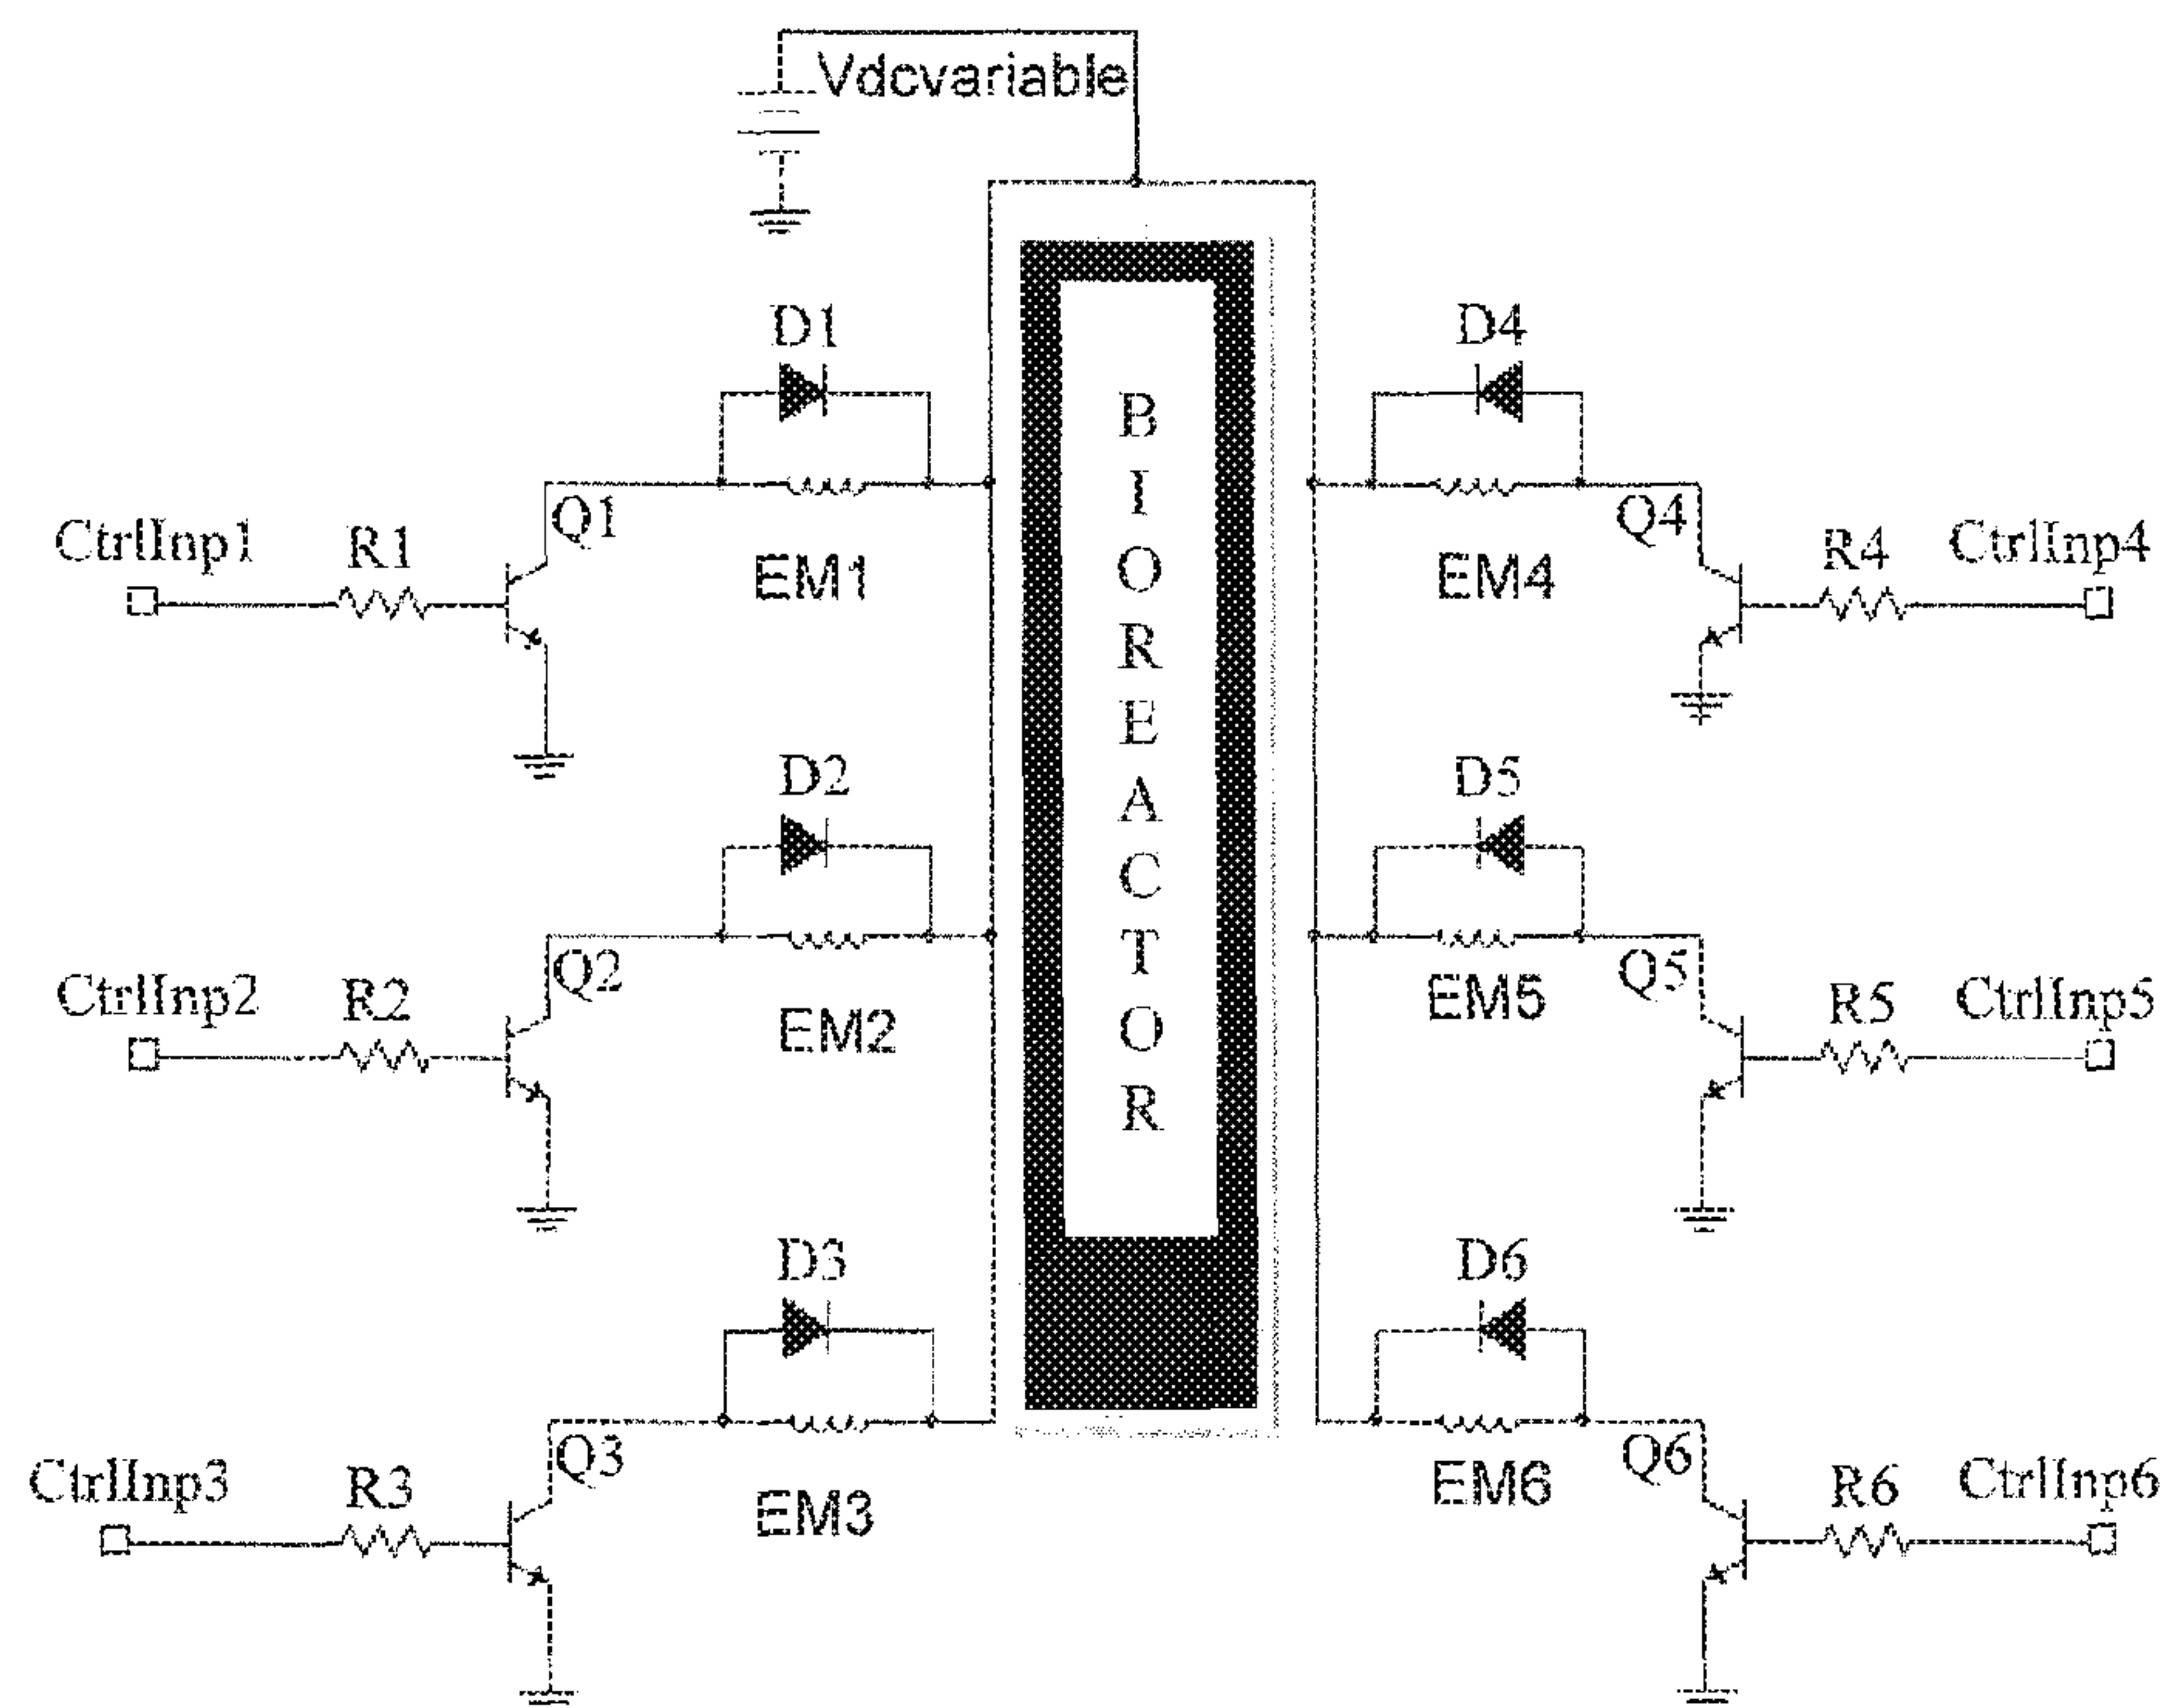 Vdcvariable
D1
D4
Q1
Q4
CtrlInp1
R1
EM1
EM4
R4
CtrlInp4
BIOREACTOR
D2
D5
Q2
Q5
CtrlInp2
R2
EM2
EM5
R5
CtrlInp5
D3
D6
Q3
Q6
CtrlInp3
R3
EM3
EM6
R6
CtrlInp6